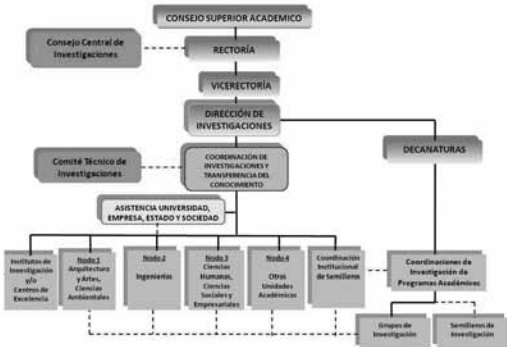 CONSEJO SUPERIOR ACADEMICO
Consejo Central de
Investigaciones
RECTORÍA
VICERECTORÍA
DIRECCIÓN DE
INVESTIGACIONES
DECANATURAS
Comité Técnico de
Investigaciones
COORDINACIÓN DE
INVESTIGACIONES Y
TRANSFERENCIA DEL
CONOCIMIENTO
ASISTENCIA UNIVERSIDAD,
EMPRESA, ESTADO Y SOCIEDAD
Institutos de
Investigación
y/o
Centros de
Excelencia
Nodo 1
Arquitectura
y Artes,
Ciencias
Ambientales
Nodo 2
Ingenierías
Nodo 3
Ciencias
Humanas,
Ciencias
Sociales y
Empresariales
Nodo 4
Otras
Unidades
Académicas
Coordinación
Institucional
de Semilleros
Coordinaciones de
Investigación de
Programas Académicos
Grupos de
Investigación
Semilleros de
Investigación